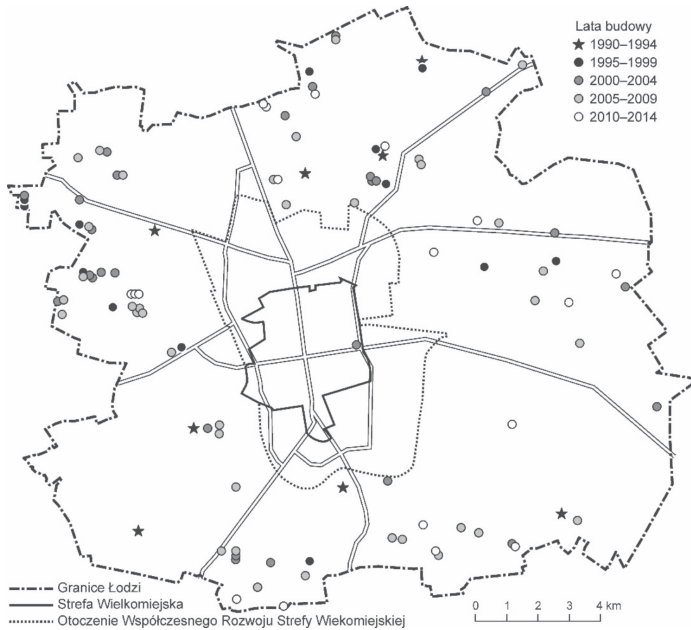 Lata budowy
1990–1994
1995–1999
2000–2004
2005–2009
2010–2014
Granice Łodzi
Strefa Wielkomiejska
Otoczenie Współczesnego Rozwoju Strefy Wiekomiejskiej
0 1 2 3 4 km